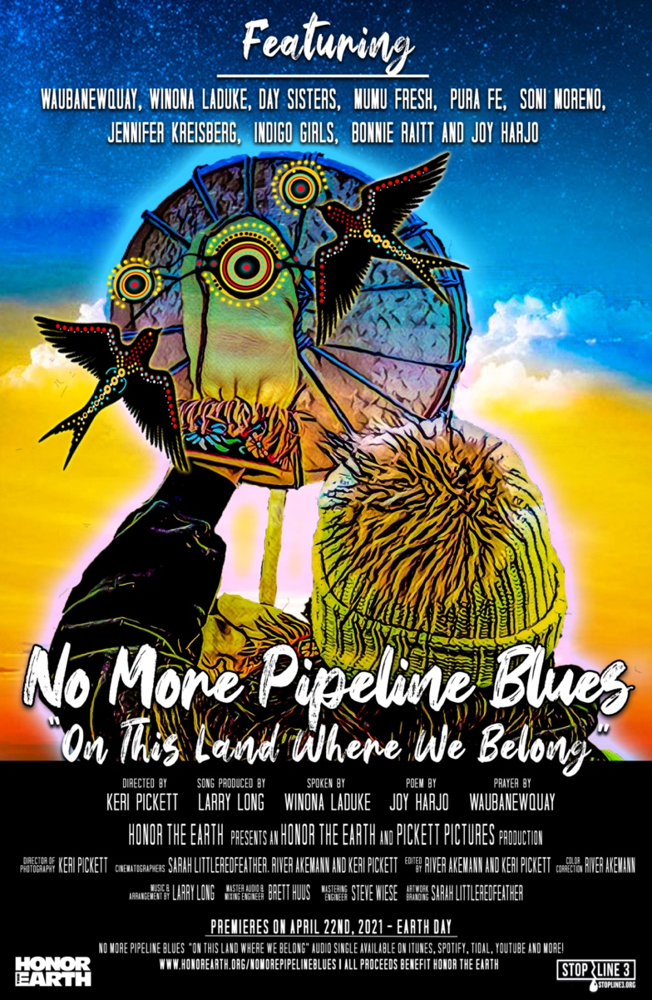 Featuring
WAUBANEWQUAY, WINONA LADUKE, DAY SISTERS, MUMU FRESH, PURA FE, SONI MORENO,
JENNIFER KREISBERG, INDIGO GIRLS, BONNIE RAITT AND JOY HARJO
No More Pipeline Blues
"On This Land Where We Belong"
DIRECTED BY KERI PICKETT SONG PRODUCED BY LARRY LONG SPOKEN BY WINONA LADUKE POEM BY JOY HARJO PRAYER BY WAUBANEWQUAY
HONOR THE EARTH PRESENTS AN HONOR THE EARTH AND PICKETT PICTURES PRODUCTION
DIRECTOR OF PHOTOGRAPHY KERI PICKETT CINEMATOGRAPHERS SARAH LITTLEREDFEATHER, RIVER AKEMANN AND KERI PICKETT EDITED BY RIVER AKEMANN AND KERI PICKETT COLOR CORRECTION RIVER AKEMANN
MUSIC & ARRANGEMENT BY LARRY LONG MASTER AUDIO & MIXING ENGINEER BRETT HUUS MASTERING ENGINEER STEVE WIESE ARTWORK BRANDING SARAH LITTLEREDFEATHER
PREMIERES ON APRIL 22ND, 2021 - EARTH DAY
NO MORE PIPELINE BLUES "ON THIS LAND WHERE WE BELONG" AUDIO SINGLE AVAILABLE ON ITUNES, SPOTIFY, TIDAL, YOUTUBE AND MORE!
WWW.HONOREARTH.ORG/NOMOREPIPELINEBLUES | ALL PROCEEDS BENEFIT HONOR THE EARTH
HONOR
THE EARTH
STOP LINE 3
STOPLINE3.ORG